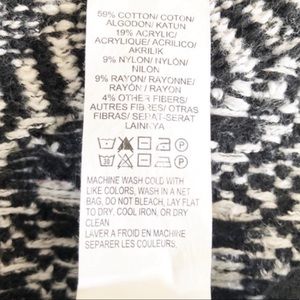 59% COTTON/ COTON/
ALGODON/ KATUN
19% ACRYLIC/
ACRYLIQUE/ ACRILICO/
AKRILIK
9% NYLON/ NYLON/
NILON
9% RAYON/ RAYONNE/
RAYÓN / RAYON
4% OTHER FIBERS/
AUTRES FIBRES/ OTRAS
FIBRAS/ SERAT-SERAT
LAINNYA
MACHINE WASH COLD WITH
LIKE COLORS, WASH IN A NET
BAG, DO NOT BLEACH, LAY FLAT
TO DRY, COOL IRON, OR DRY
CLEAN
LAVER A FROID EN MACHINE
SEPARER LES COULEURS,